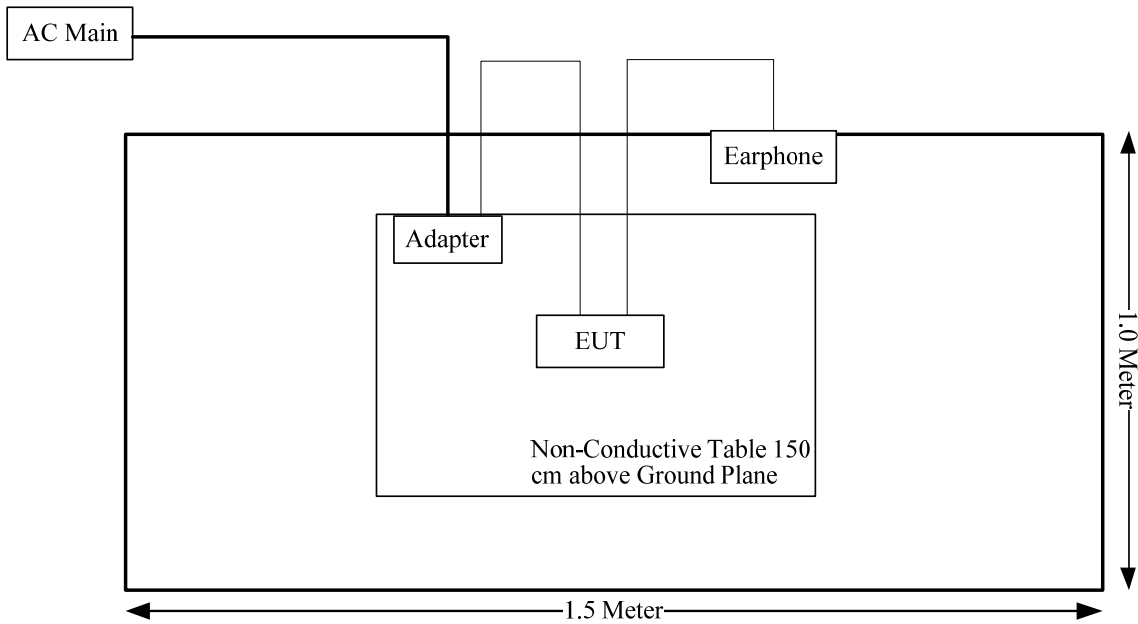 AC Main
Earphone
Adapter
EUT
Non-Conductive Table 150
cm above Ground Plane
1.0 Meter
1.5 Meter